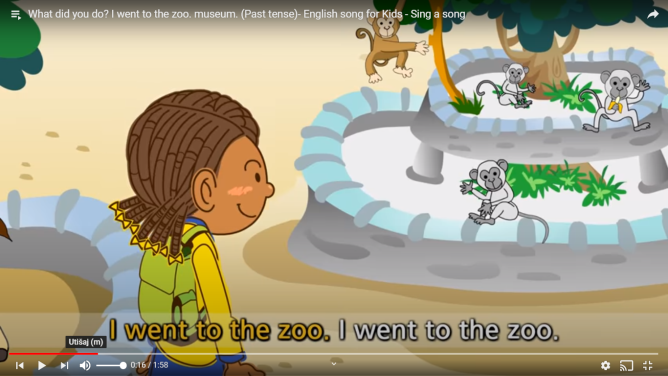 What did you do? I went to the zoo. museum. (Past tense)- English song for Kids - Sing a song
I went to the zoo. I went to the zoo.
Utišaj (m)
0:16 / 1:58